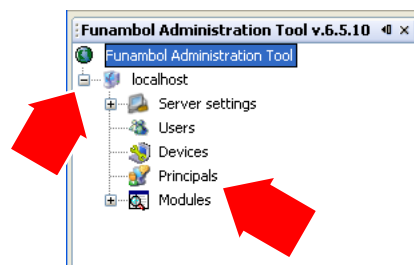 Funambol Administration Tool v.6.5.10
Funambol Administration Tool
localhost
Server settings
Users
Devices
Principals
Modules